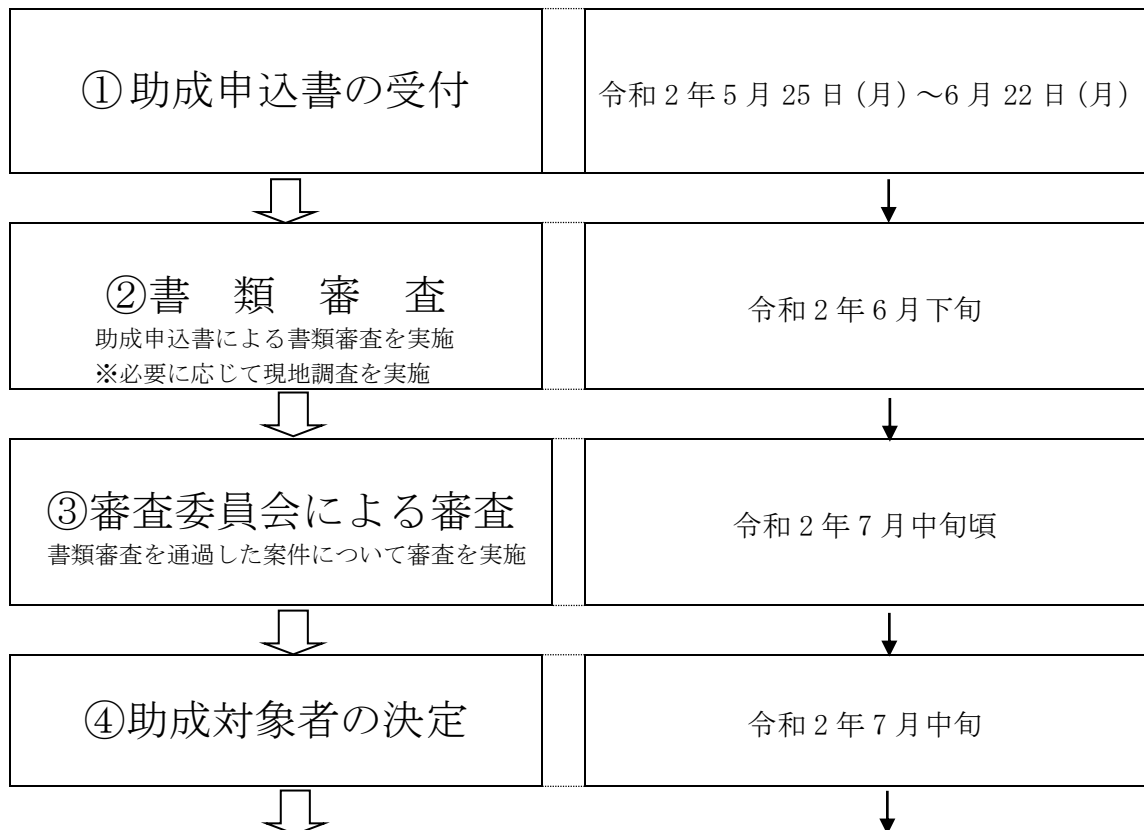 ①助成申込書の受付
令和2年5月25日(月)～6月22日(月)
②書　類　審　査
助成申込書による書類審査を実施
※必要に応じて現地調査を実施
令和2年6月下旬
③審査委員会による審査
書類審査を通過した案件について審査を実施
令和2年7月中旬頃
④助成対象者の決定
令和2年7月中旬